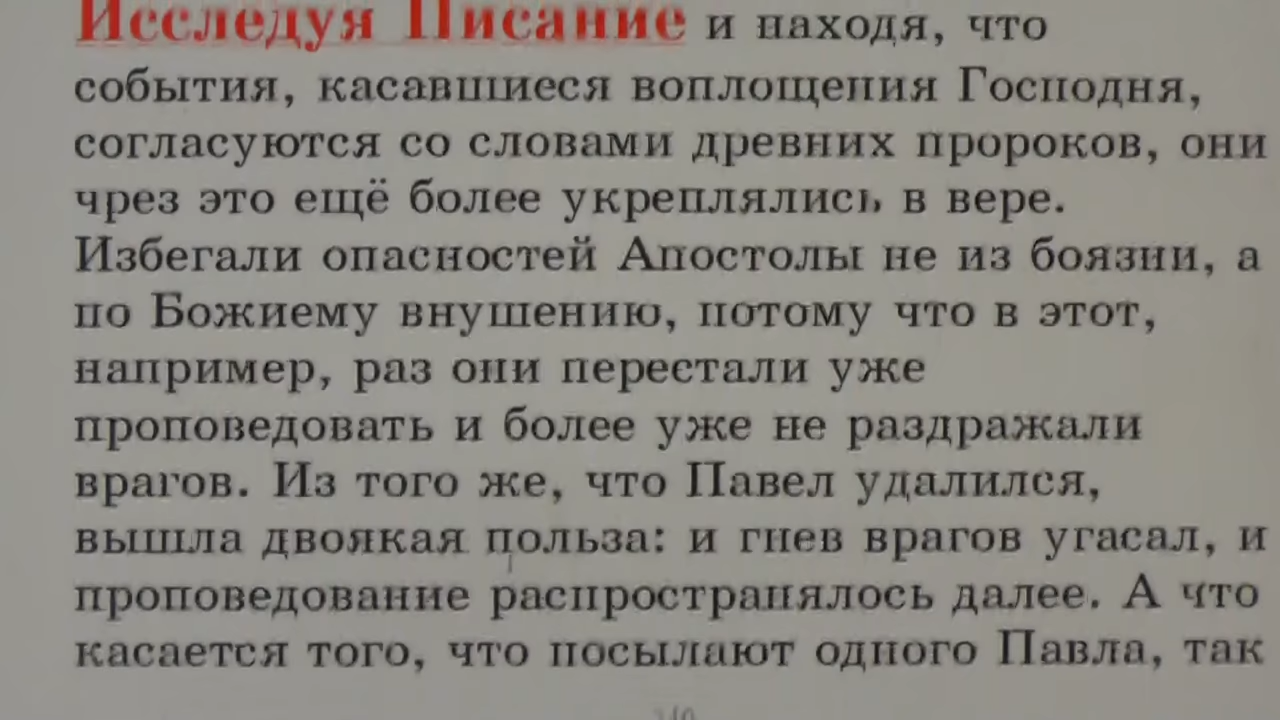 Исследуя Писание и находя, что
события, касавшиеся воплощения Господня,
согласуются со словами древних пророков, они
чрез это ещё более укреплялись в вере.
Избегали опасностей Апостолы не из боязни, а
по Божиему внушению, потому что в этот,
например, раз они перестали уже
проповедовать и более уже не раздражали
врагов. Из того же, что Павел удалился,
вышла двоякая польза: и гнев врагов угасал, и
проповедование распространялось далее. А что
касается того, что посылают одного Павла, так